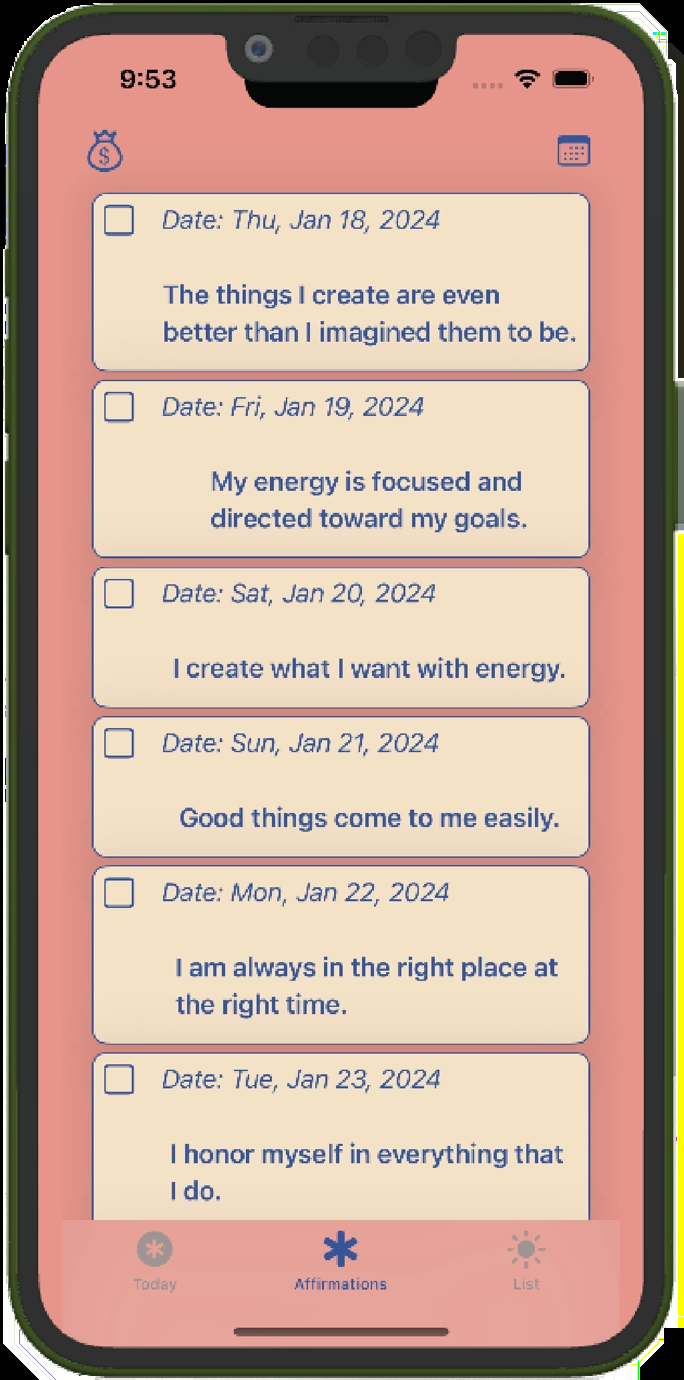 9:53
$
Date: Thu, Jan 18, 2024
The things I create are even
better than I imagined them to be.
Date: Fri, Jan 19, 2024
My energy is focused and
directed toward my goals.
Date: Sat, Jan 20, 2024
I create what I want with energy.
Date: Sun, Jan 21, 2024
Good things come to me easily.
Date: Mon, Jan 22, 2024
I am always in the right place at
the right time.
Date: Tue, Jan 23, 2024
I honor myself in everything that
I do.
Today
Affirmations
List